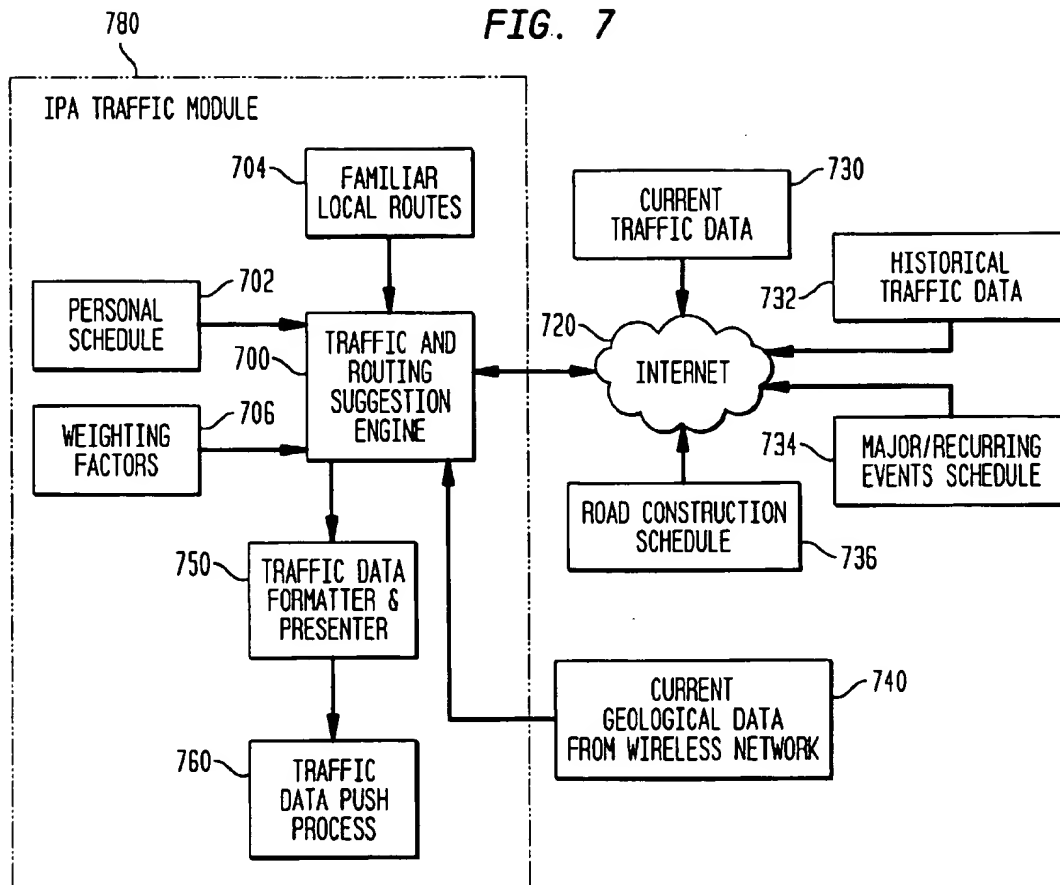 FIG. 7
780
IPA TRAFFIC MODULE
704
FAMILIAR
LOCAL ROUTES
730
CURRENT
TRAFFIC DATA
702
PERSONAL
SCHEDULE
732
HISTORICAL
TRAFFIC DATA
700
TRAFFIC AND
ROUTING
SUGGESTION
ENGINE
720
INTERNET
706
WEIGHTING
FACTORS
734
MAJOR/RECURRING
EVENTS SCHEDULE
ROAD CONSTRUCTION
SCHEDULE
736
750
TRAFFIC DATA
FORMATTER &
PRESENTER
740
CURRENT
GEOLOGICAL DATA
FROM WIRELESS NETWORK
760
TRAFFIC
DATA PUSH
PROCESS